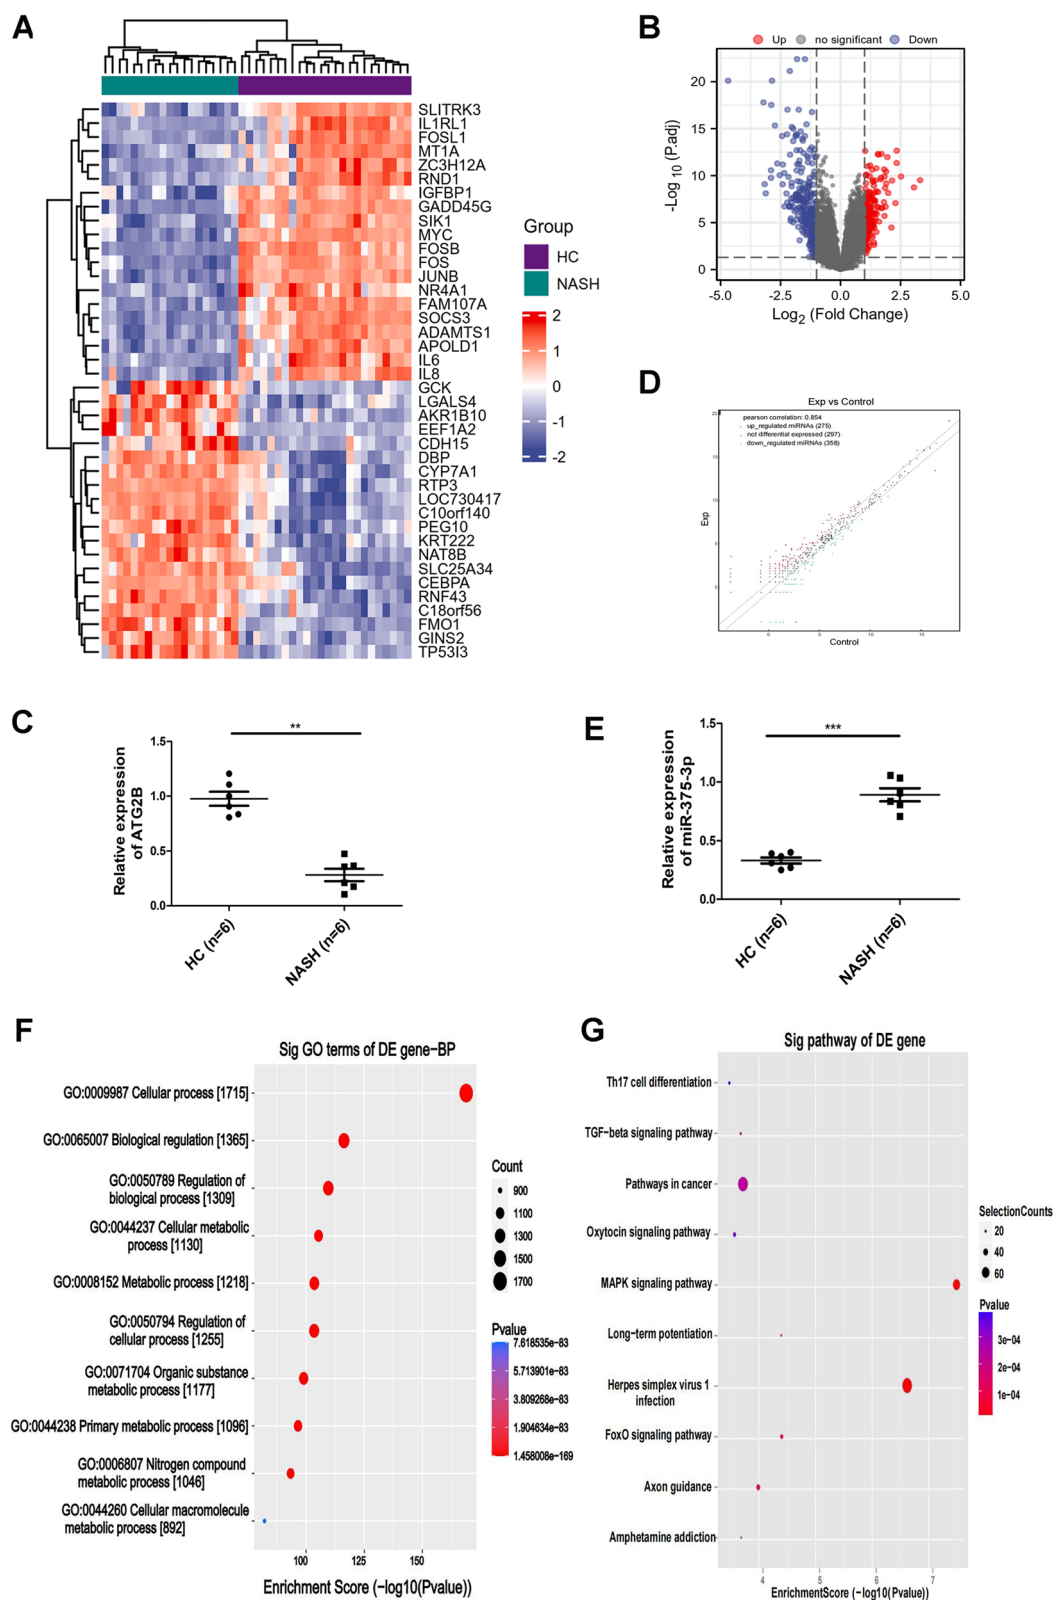 A
SLITRK3
IL1RL1
FOSL1
MT1A
ZC3H12A
RND1
IGFBP1
GADD45G
SIK1
MYC
FOSB
FOS
JUNB
NR4A1
FAM107A
SOCS3
ADAMTS1
APOLD1
IL6
IL8
GCK
LGALS4
AKR1B10
EEF1A2
CDH15
DBP
CYP7A1
RTP3
LOC730417
C10orf140
PEG10
KRT222
NAT8B
SLC25A34
CEBPA
RNF43
C18orf56
FMO1
GINS2
TP53I3
Group
HC
NASH
2
1
0
-1
-2
B
Up
no significant
Down
-Log10 (P.adj)
20
15
10
5
0
-5.0
-2.5
0.0
2.5
5.0
Log2 (Fold Change)
D
Exp vs Control
pearson correlation: 0.854
up_regulated miRNAs (275)
not differential expressed (297)
down_regulated miRNAs (358)
Exp
20
15
10
5
0
0
5
10
15
Control
C
**
Relative expression
of ATG2B
1.5
1.0
0.5
0.0
HC (n=6)
NASH (n=6)
E
***
Relative expression
of miR-375-3p
1.5
1.0
0.5
0.0
HC (n=6)
NASH (n=6)
F
Sig GO terms of DE gene-BP
GO:0009987 Cellular process [1715]
GO:0065007 Biological regulation [1365]
GO:0050789 Regulation of
biological process [1309]
GO:0044237 Cellular metabolic
process [1130]
GO:0008152 Metabolic process [1218]
GO:0050794 Regulation of
cellular process [1255]
GO:0071704 Organic substance
metabolic process [1177]
GO:0044238 Primary metabolic process [1096]
GO:0006807 Nitrogen compound
metabolic process [1046]
GO:0044260 Cellular macromolecule
metabolic process [892]
100
125
150
Enrichment Score (-log10(Pvalue))
Count
900
1100
1300
1500
1700
Pvalue
7.618535e-83
5.713901e-83
3.809268e-83
1.904634e-83
1.458008e-169
G
Sig pathway of DE gene
Th17 cell differentiation
TGF-beta signaling pathway
Pathways in cancer
Oxytocin signaling pathway
MAPK signaling pathway
Long-term potentiation
Herpes simplex virus 1
infection
FoxO signaling pathway
Axon guidance
Amphetamine addiction
4
5
6
7
EnrichmentScore (-log10(Pvalue))
SelectionCounts
20
40
60
Pvalue
3e-04
2e-04
1e-04